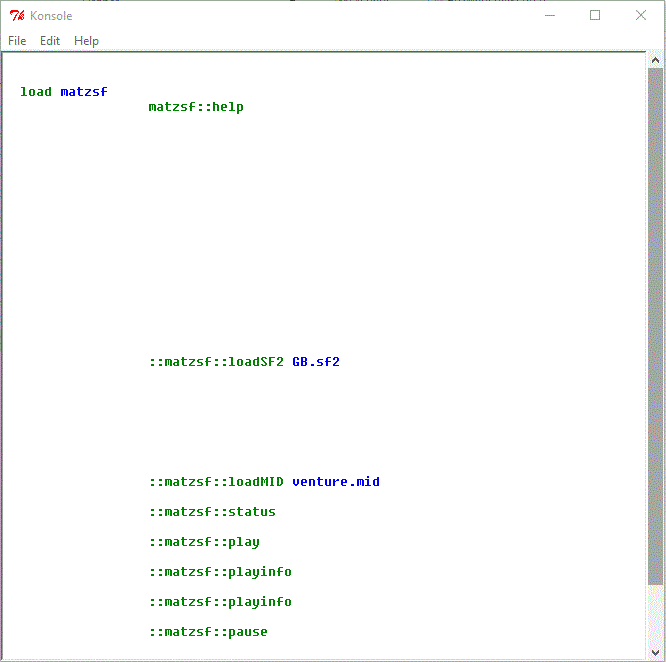 Konsole
File Edit Help
load matzsf
matzsf::help
::matzsf::loadSF2 GB.sf2
::matzsf::loadMID venture.mid
::matzsf::status
::matzsf::play
::matzsf::playinfo
::matzsf::playinfo
::matzsf::pause